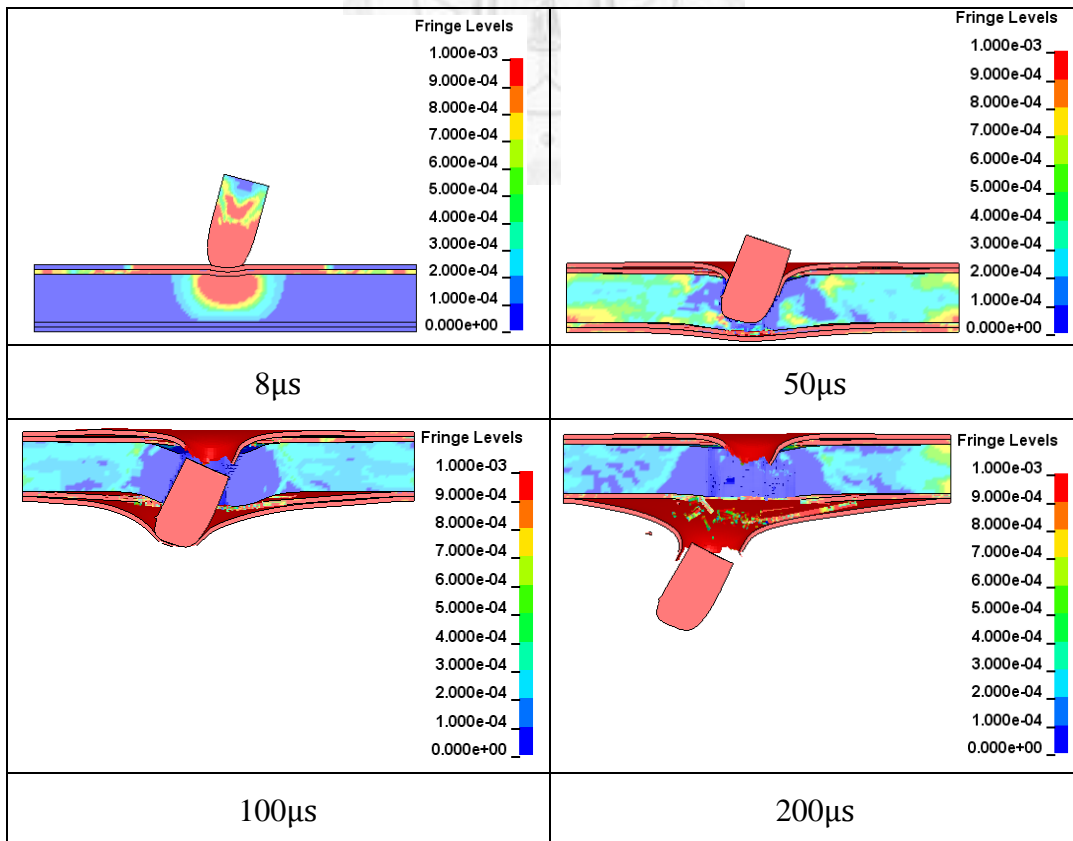 Fringe Levels
1.000e-03
9.000e-04
8.000e-04
7.000e-04
6.000e-04
5.000e-04
4.000e-04
3.000e-04
2.000e-04
1.000e-04
0.000e+00
8μs
Fringe Levels
1.000e-03
9.000e-04
8.000e-04
7.000e-04
6.000e-04
5.000e-04
4.000e-04
3.000e-04
2.000e-04
1.000e-04
0.000e+00
50μs
Fringe Levels
1.000e-03
9.000e-04
8.000e-04
7.000e-04
6.000e-04
5.000e-04
4.000e-04
3.000e-04
2.000e-04
1.000e-04
0.000e+00
100μs
Fringe Levels
1.000e-03
9.000e-04
8.000e-04
7.000e-04
6.000e-04
5.000e-04
4.000e-04
3.000e-04
2.000e-04
1.000e-04
0.000e+00
200μs